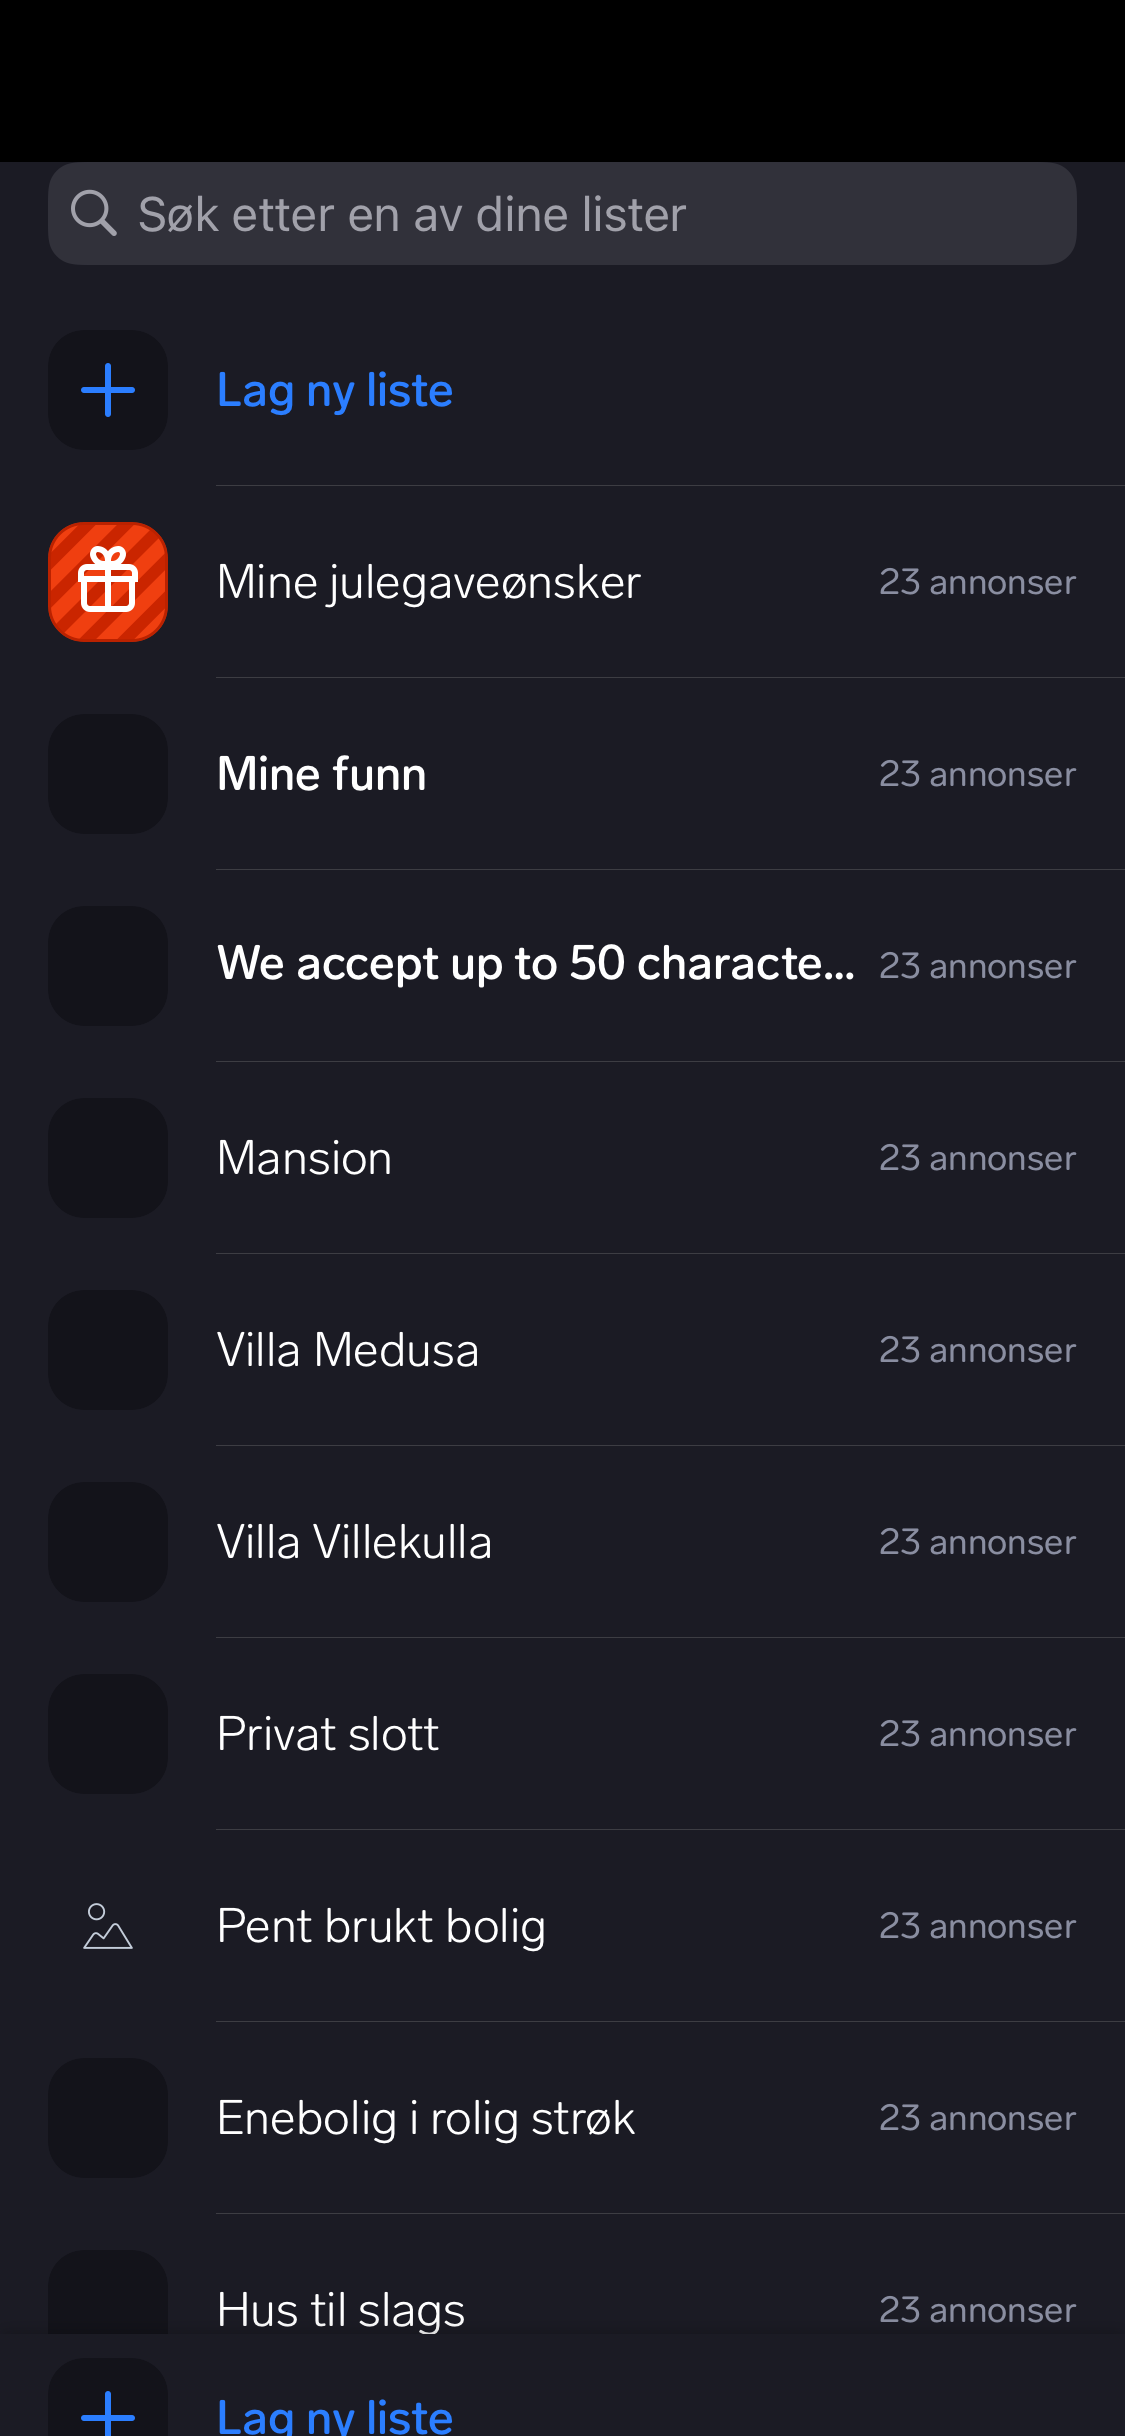 Søk etter en av dine lister
Lag ny liste
Mine julegaveønsker 23 annonser
Mine funn 23 annonser
We accept up to 50 characte... 23 annonser
Mansion 23 annonser
Villa Medusa 23 annonser
Villa Villekulla 23 annonser
Privat slott 23 annonser
Pent brukt bolig 23 annonser
Enebolig i rolig strøk 23 annonser
Hus til slags 23 annonser
Lag ny liste